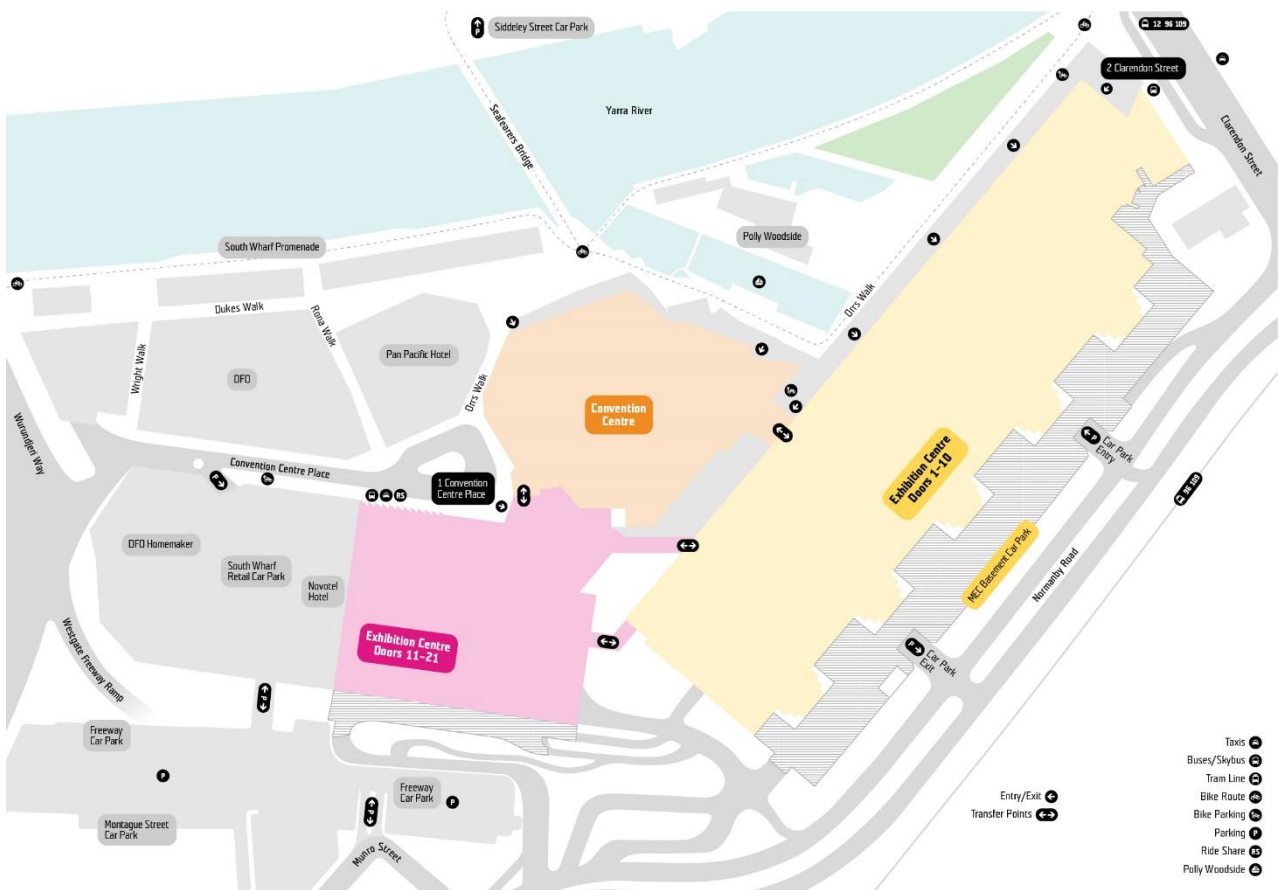 Siddeley Street Car Park
P
12 96 109
2 Clarendon Street
Yarra River
Seafearers Bridge
Clarendon Street
Polly Woodside
South Wharf Promenade
Orrs Walk
Dukes Walk
Rona Walk
Wright Walk
Pan Pacific Hotel
DFO
Orrs Walk
Convention
Centre
Wurundjeri Way
Convention Centre Place
P
1 Convention
Centre Place
RS
Exhibition Centre
Doors 1-10
P
Car Park
Entry
96 109
DFO Homemaker
South Wharf
Retail Car Park
Novotel
Hotel
MEC Basement Car Park
Normanby Road
Exhibition Centre
Doors 11-21
P
Car Park
Exit
Westgate Freeway Ramp
P
Freeway
Car Park
P
Freeway
Car Park
P
Montague Street
Car Park
P
Munro Street
Entry/Exit
Transfer Points
Taxis
Buses/Skybus
Tram Line
Bike Route
Bike Parking
Parking P
Ride Share RS
Polly Woodside